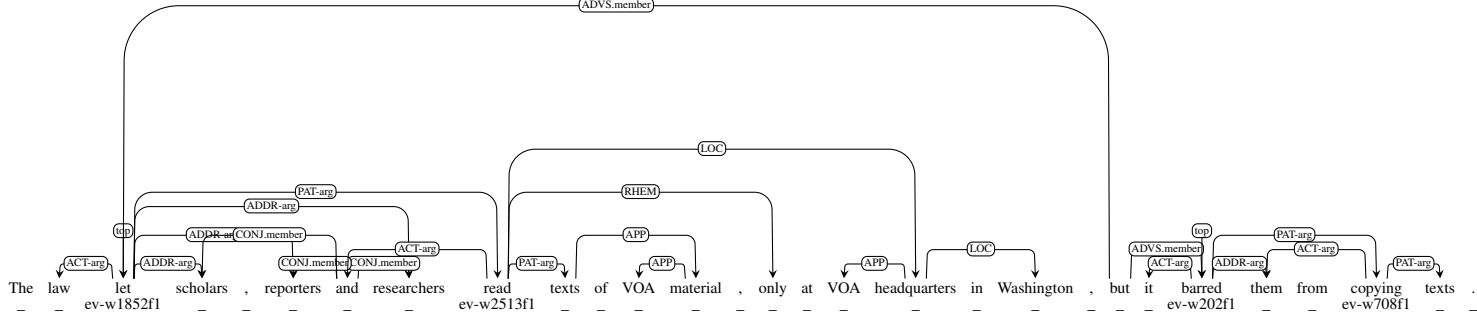 ADVS.member
LOC
PAT-arg RHEM
ADDR-arg
top ADDR-ar CONJ.member APP top PAT-arg
ACT-arg LOC ADVS.member ACT-arg
ACT-arg ADDR-arg CONJ.member CONJ.member PAT-arg APP APP ACT-arg ADDR-arg PAT-arg
The law let scholars , reporters and researchers read texts of VOA material , only at VOA headquarters in Washington , but it barred them from copying texts .
ev-w1852f1 ev-w2513f1 ev-w202f1 ev-w708f1
_ _ _ _ _ _ _ _ _ _ _ _ _ _ _ _ _ _ _ _ _ _ _ _ _ _ _